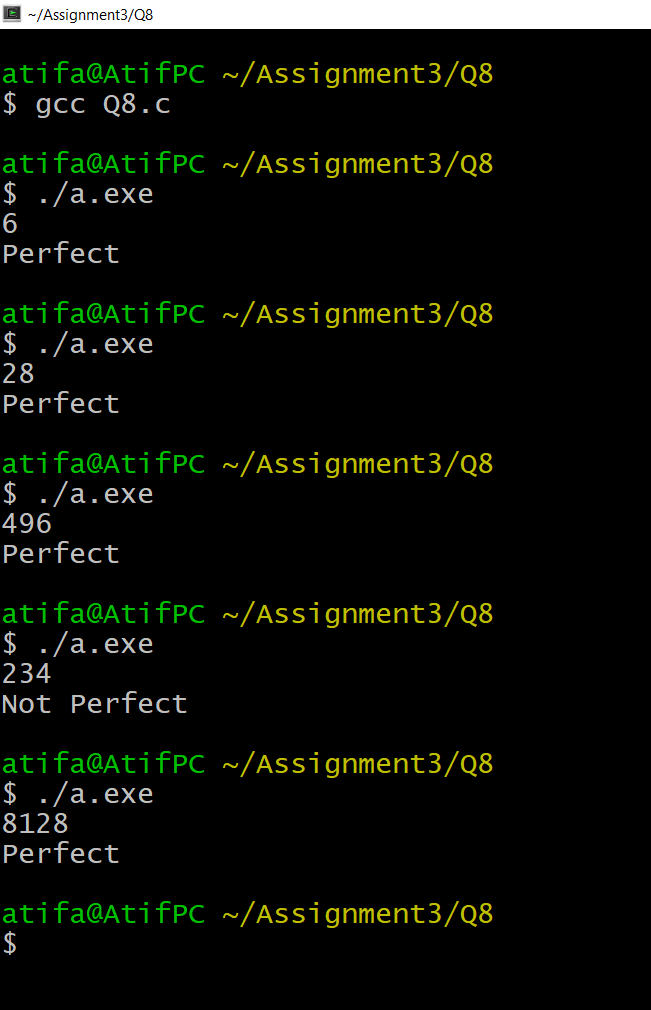 ~/Assignment3/Q8
atifa@AtifPC ~/Assignment3/Q8
$ gcc Q8.c
atifa@AtifPC ~/Assignment3/Q8
$ ./a.exe
6
Perfect
atifa@AtifPC ~/Assignment3/Q8
$ ./a.exe
28
Perfect
atifa@AtifPC ~/Assignment3/Q8
$ ./a.exe
496
Perfect
atifa@AtifPC ~/Assignment3/Q8
$ ./a.exe
234
Not Perfect
atifa@AtifPC ~/Assignment3/Q8
$ ./a.exe
8128
Perfect
atifa@AtifPC ~/Assignment3/Q8
$